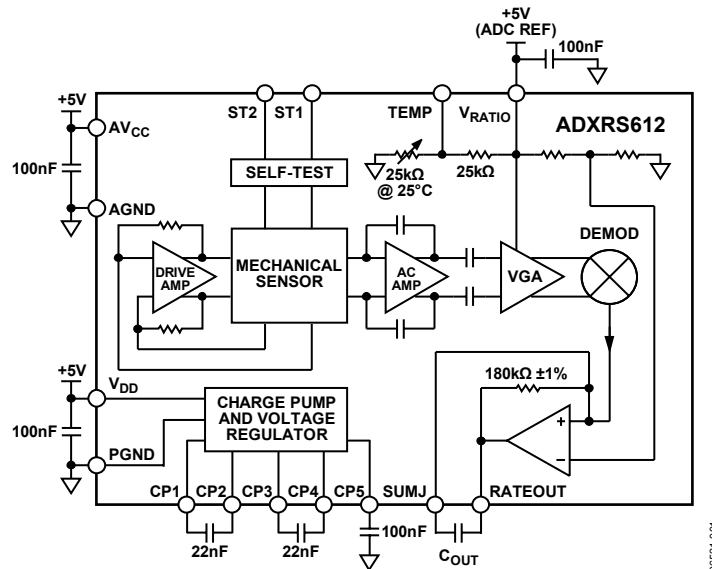 +5V
(ADC REF)
100nF
+5V
ST2
ST1
TEMP
VRATIO
ADXRS612
AVCC
100nF
25kΩ
@ 25°C
25kΩ
SELF-TEST
AGND
DEMOD
DRIVE
AMP
MECHANICAL
SENSOR
AC
AMP
VGA
+5V
VDD
180kΩ ±1%
100nF
CHARGE PUMP
AND VOLTAGE
REGULATOR
+
–
PGND
CP1
CP2
CP3
CP4
CP5
SUMJ
RATEOUT
22nF
22nF
100nF
COUT